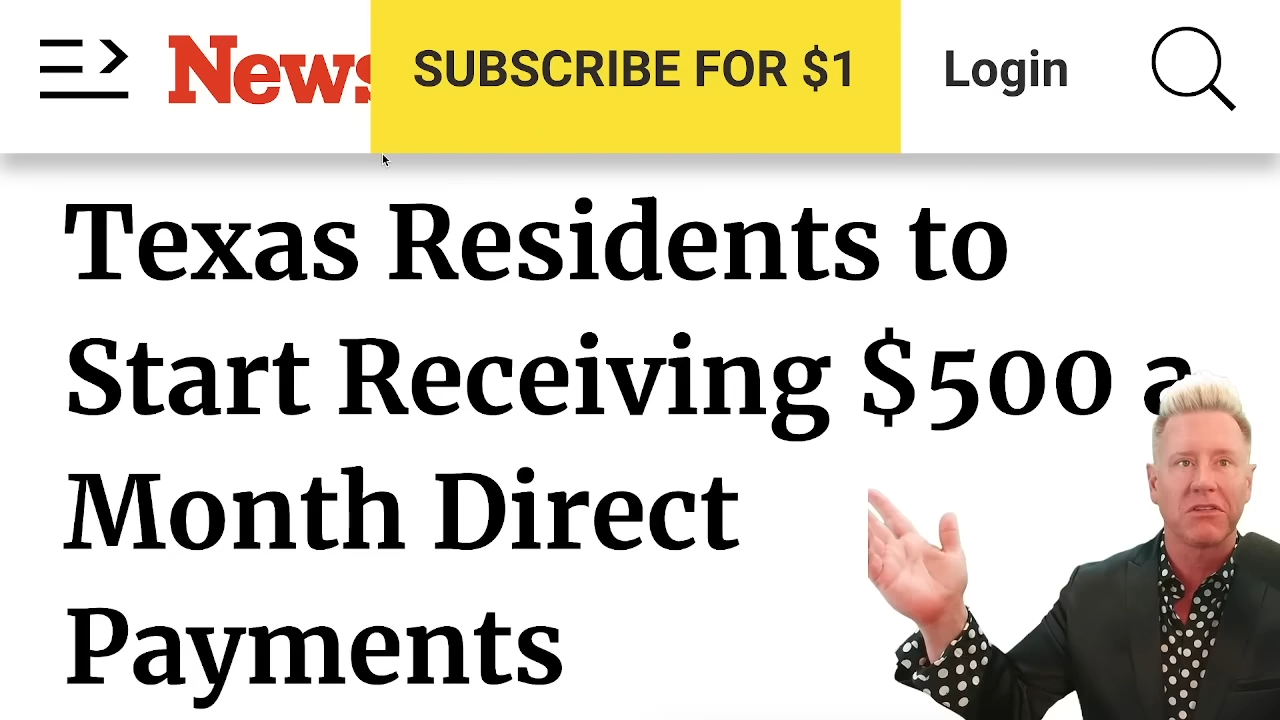 News SUBSCRIBE FOR $1 Login
Texas Residents to
Start Receiving $500 a
Month Direct
Payments